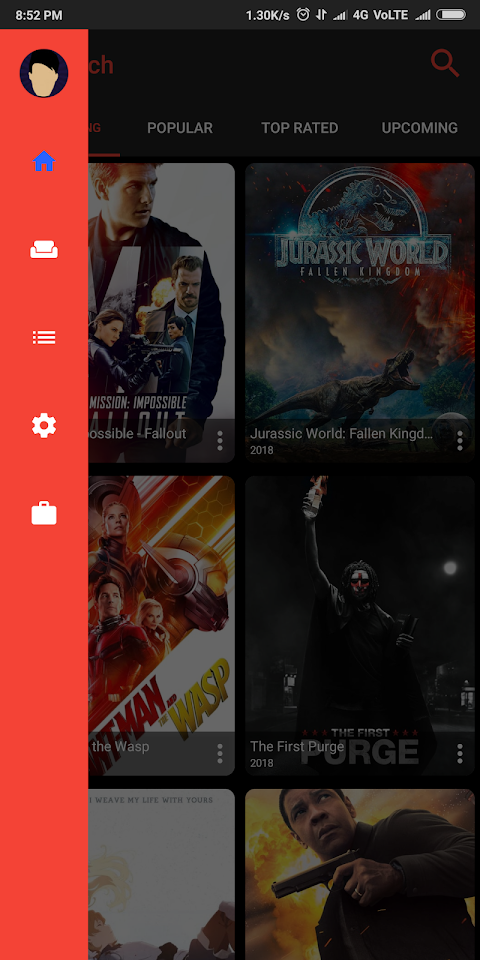 8:52 PM
1.30K/s 4G VoLTE
ch
NG
POPULAR
TOP RATED
UPCOMING
JURASSIC WORLD
FALLEN KINGDOM
MISSION: IMPOSSIBLE
ALLOUT
ossible - Fallout
Jurassic World: Fallen Kingd...
2018
MAN AND THE WASP
the Wasp
THE FIRST
PURGE
The First Purge
2018
I WEAVE MY LIFE WITH YOURS